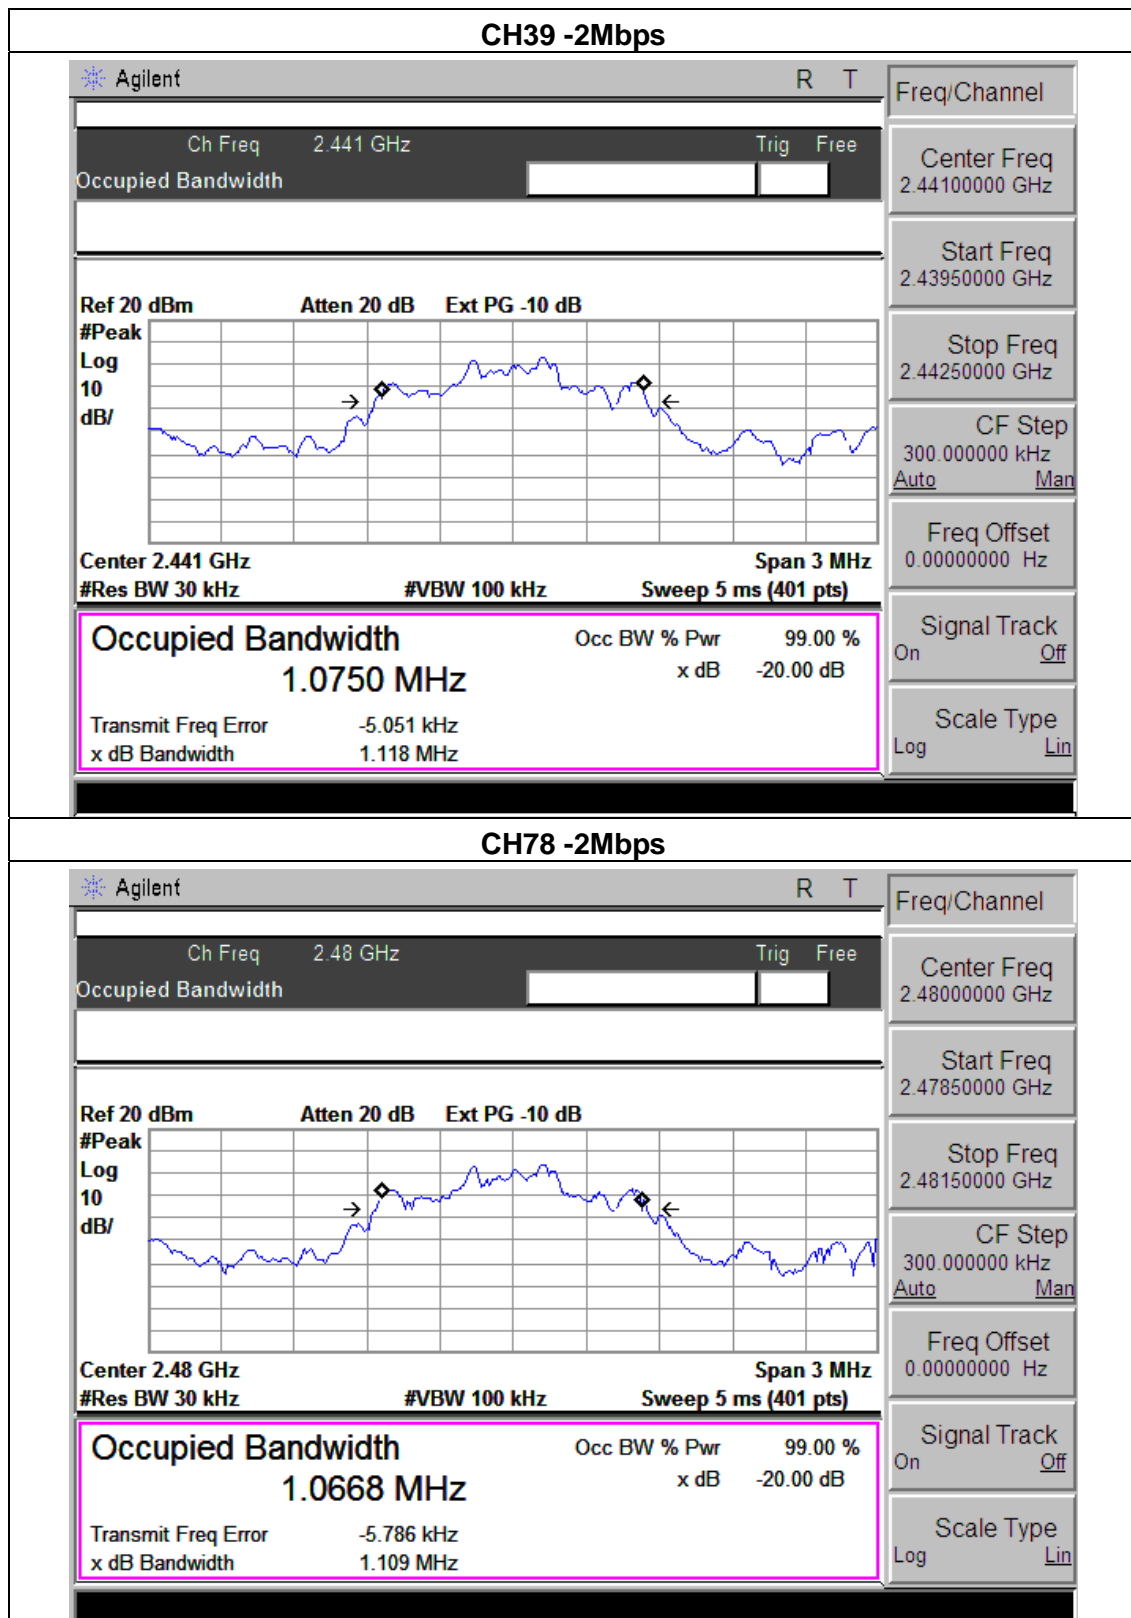 CH39 -2Mbps
Agilent R T
Freq/Channel
Ch Freq 2.441 GHz Trig Free
Occupied Bandwidth
Center Freq
2.44100000 GHz
Start Freq
2.43950000 GHz
Stop Freq
2.44250000 GHz
CF Step
300.000000 kHz
Auto Man
Freq Offset
0.00000000 Hz
Signal Track
On Off
Scale Type
Log Lin
Ref 20 dBm Atten 20 dB Ext PG -10 dB
#Peak
Log
10
dB/
Center 2.441 GHz Span 3 MHz
#Res BW 30 kHz #VBW 100 kHz Sweep 5 ms (401 pts)
Occupied Bandwidth Occ BW % Pwr 99.00 %
1.0750 MHz x dB -20.00 dB
Transmit Freq Error -5.051 kHz
x dB Bandwidth 1.118 MHz
CH78 -2Mbps
Agilent R T
Freq/Channel
Ch Freq 2.48 GHz Trig Free
Occupied Bandwidth
Center Freq
2.48000000 GHz
Start Freq
2.47850000 GHz
Stop Freq
2.48150000 GHz
CF Step
300.000000 kHz
Auto Man
Freq Offset
0.00000000 Hz
Signal Track
On Off
Scale Type
Log Lin
Ref 20 dBm Atten 20 dB Ext PG -10 dB
#Peak
Log
10
dB/
Center 2.48 GHz Span 3 MHz
#Res BW 30 kHz #VBW 100 kHz Sweep 5 ms (401 pts)
Occupied Bandwidth Occ BW % Pwr 99.00 %
1.0668 MHz x dB -20.00 dB
Transmit Freq Error -5.786 kHz
x dB Bandwidth 1.109 MHz